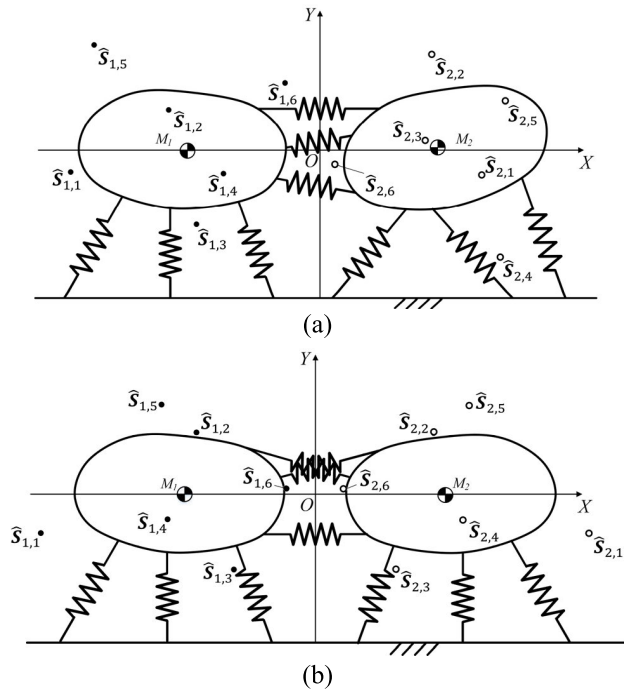 Y
Ŝ₁,₅
Ŝ₂,₂
Ŝ₁,₆
Ŝ₁,₂
Ŝ₂,₅
M₁
Ŝ₂,₃
M₂
O
X
Ŝ₁,₁
Ŝ₁,₄
Ŝ₂,₆
Ŝ₂,₁
Ŝ₁,₃
Ŝ₂,₄
(a)
Y
Ŝ₁,₅
Ŝ₁,₂
Ŝ₂,₂
Ŝ₂,₅
M₁
Ŝ₁,₆
Ŝ₂,₆
M₂
O
X
Ŝ₁,₁
Ŝ₁,₄
Ŝ₂,₄
Ŝ₂,₁
Ŝ₁,₃
Ŝ₂,₃
(b)